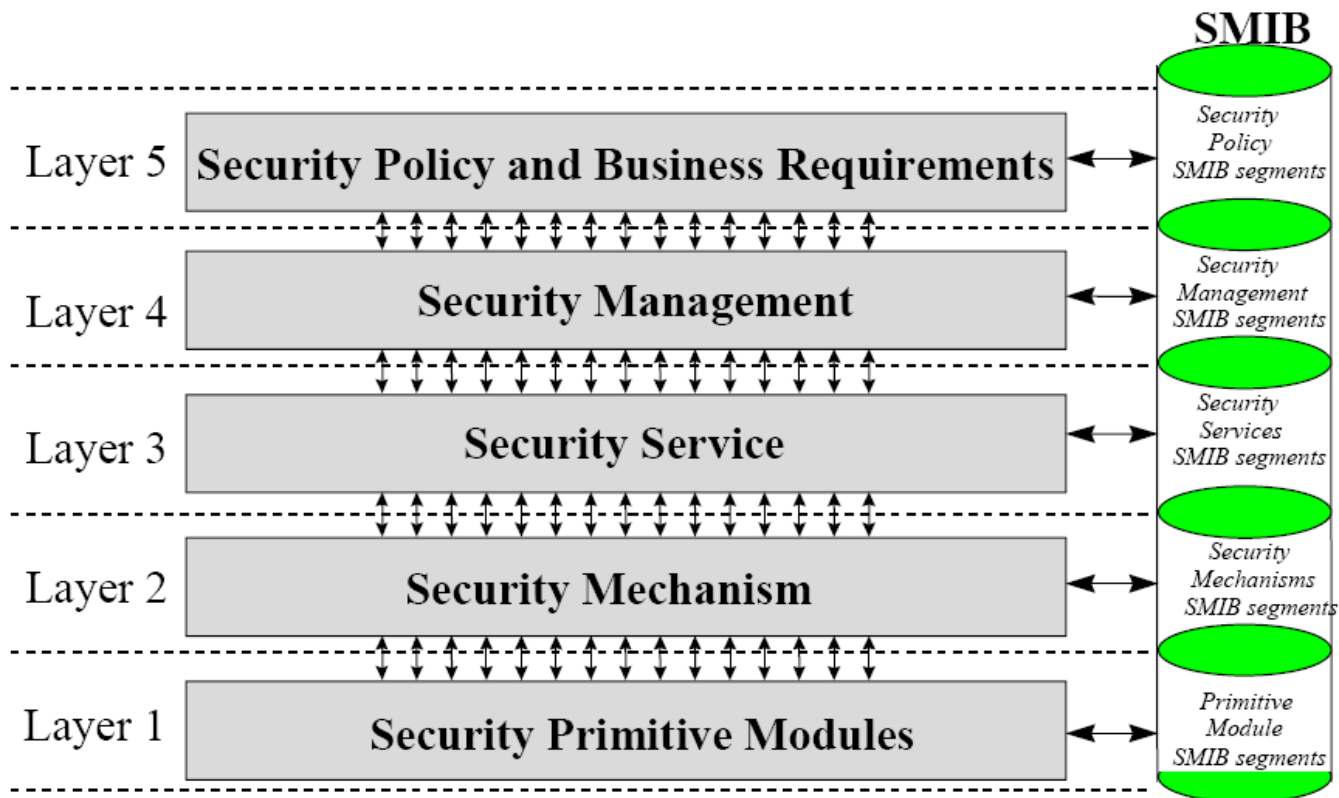 SMIB
Layer 5
Security Policy and Business Requirements
Security
Policy
SMIB segments
Layer 4
Security Management
Security
Management
SMIB segments
Layer 3
Security Service
Security
Services
SMIB segments
Layer 2
Security Mechanism
Security
Mechanisms
SMIB segments
Layer 1
Security Primitive Modules
Primitive
Module
SMIB segments